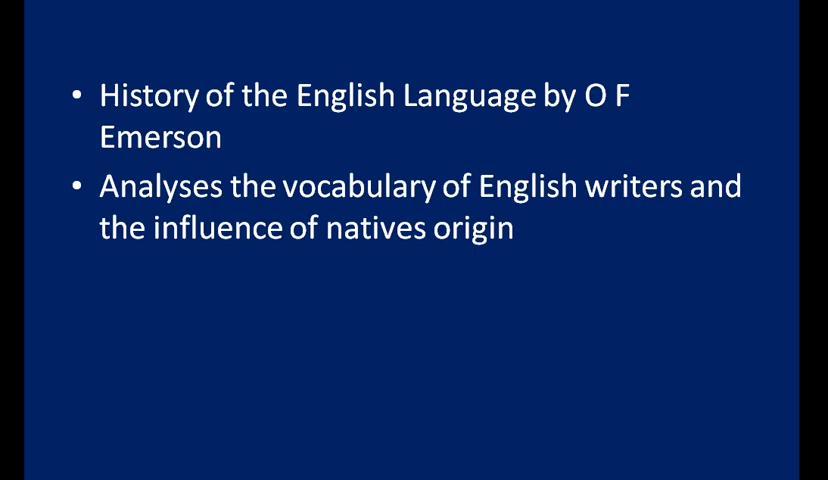 • History of the English Language by O F
Emerson
• Analyses the vocabulary of English writers and
the influence of natives origin